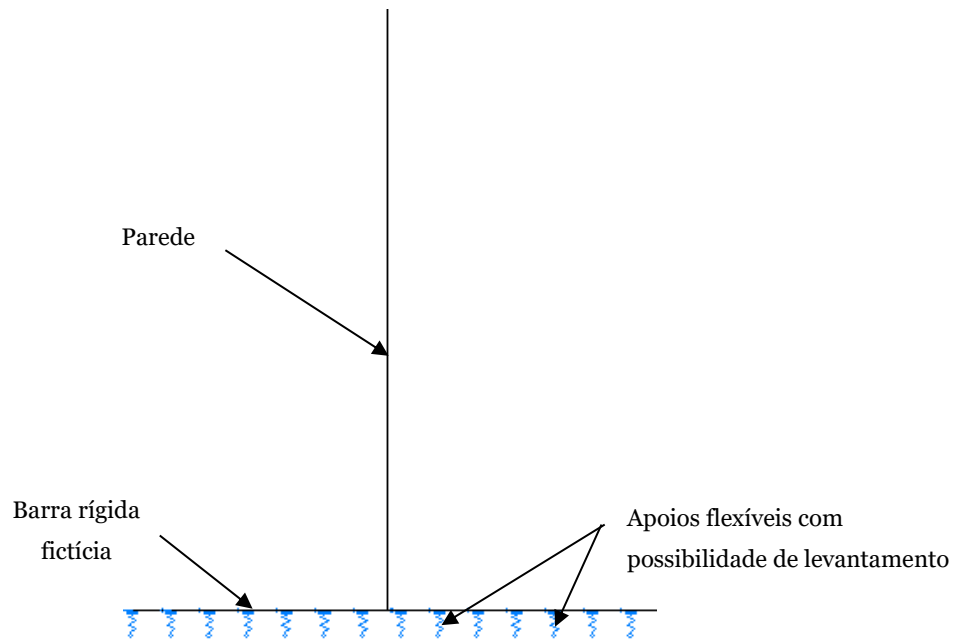 Parede
Barra rígida
fictícia
Apoios flexíveis com
possibilidade de levantamento